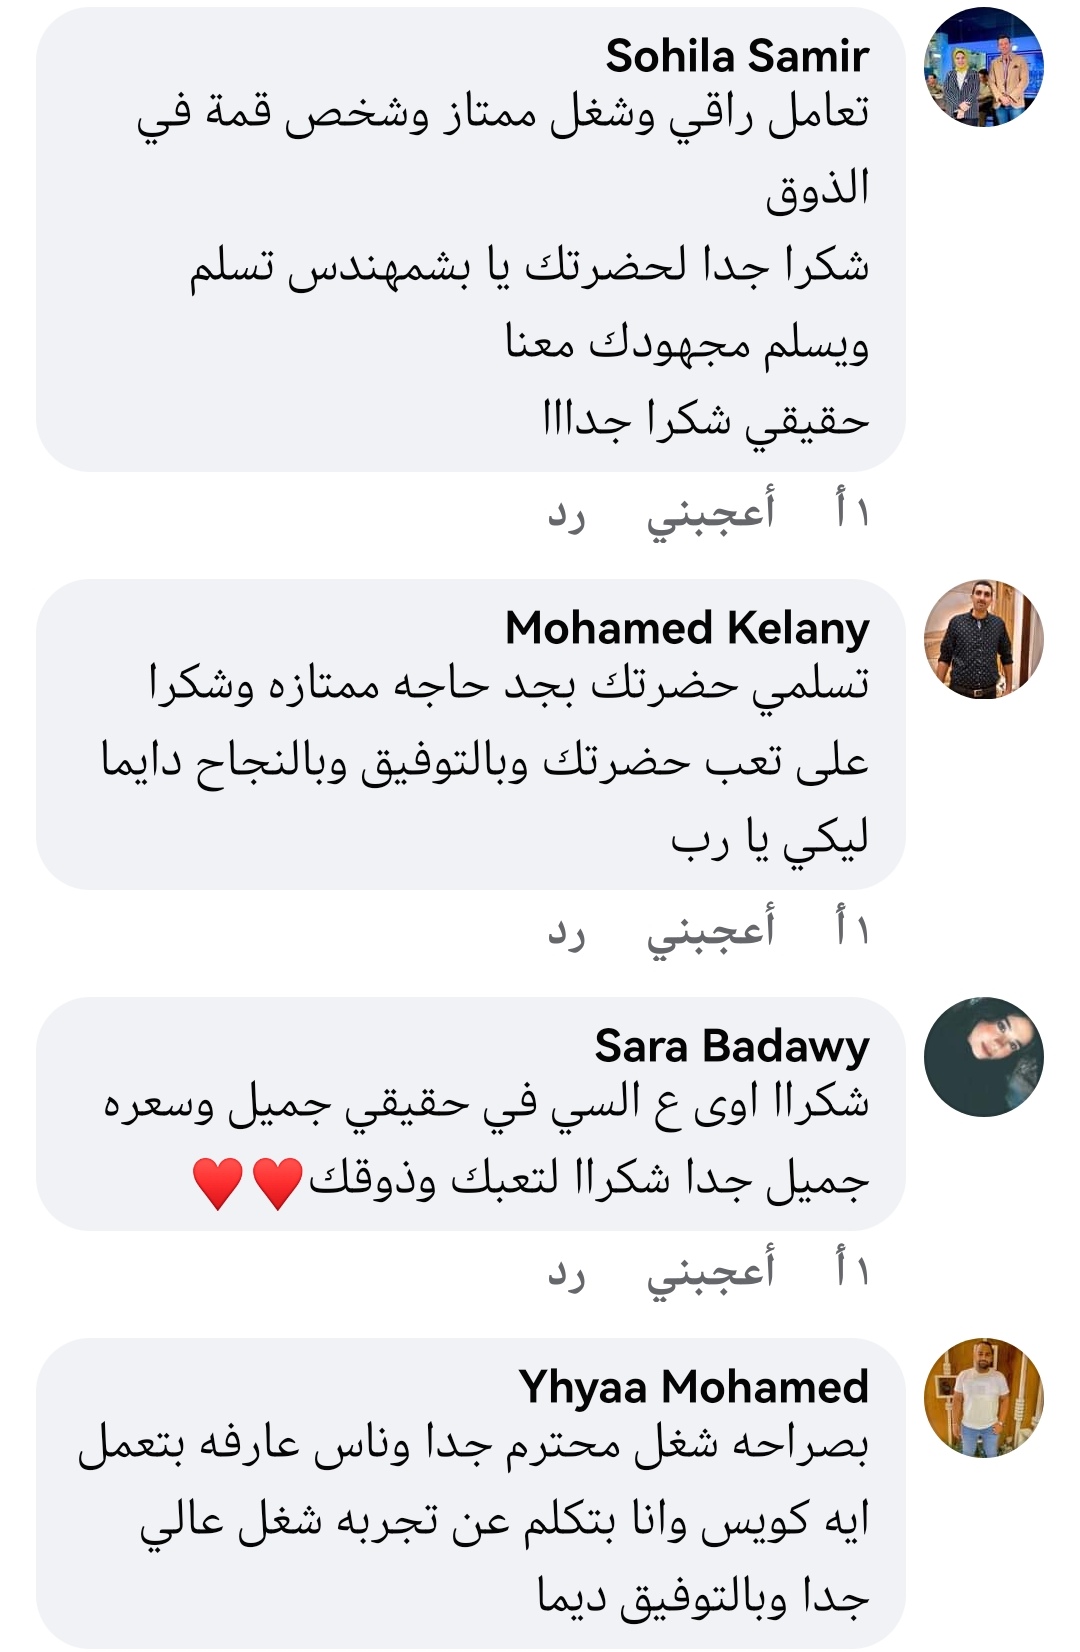 Sohila Samir
تعامل راقي وشغل ممتاز وشخص قمة في
الذوق
شكرا جدا لحضرتك يا بشمهندس تسلم
ويسلم مجهودك معنا
حقيقي شكرا جدااا
١ أ أعجبني رد
Mohamed Kelany
تسلمي حضرتك بجد حاجه ممتازه وشكرا
على تعب حضرتك وبالتوفيق وبالنجاح دايما
ليكي يا رب
١ أ أعجبني رد
Sara Badawy
شكراا اوى ع السي في حقيقي جميل وسعره
جميل جدا شكراا لتعبك وذوقك♥️♥️
١ أ أعجبني رد
Yhyaa Mohamed
بصراحه شغل محترم جدا وناس عارفه بتعمل
ايه كويس وانا بتكلم عن تجربه شغل عالي
جدا وبالتوفيق ديما